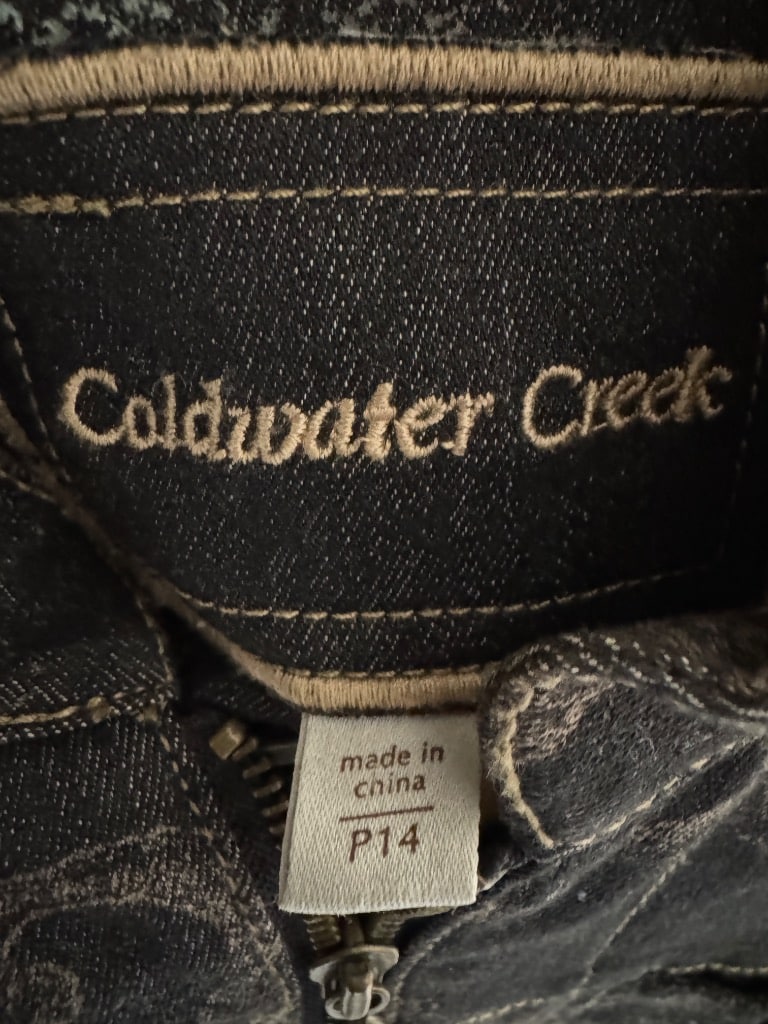 Coldwater Creek
made in
china
P14